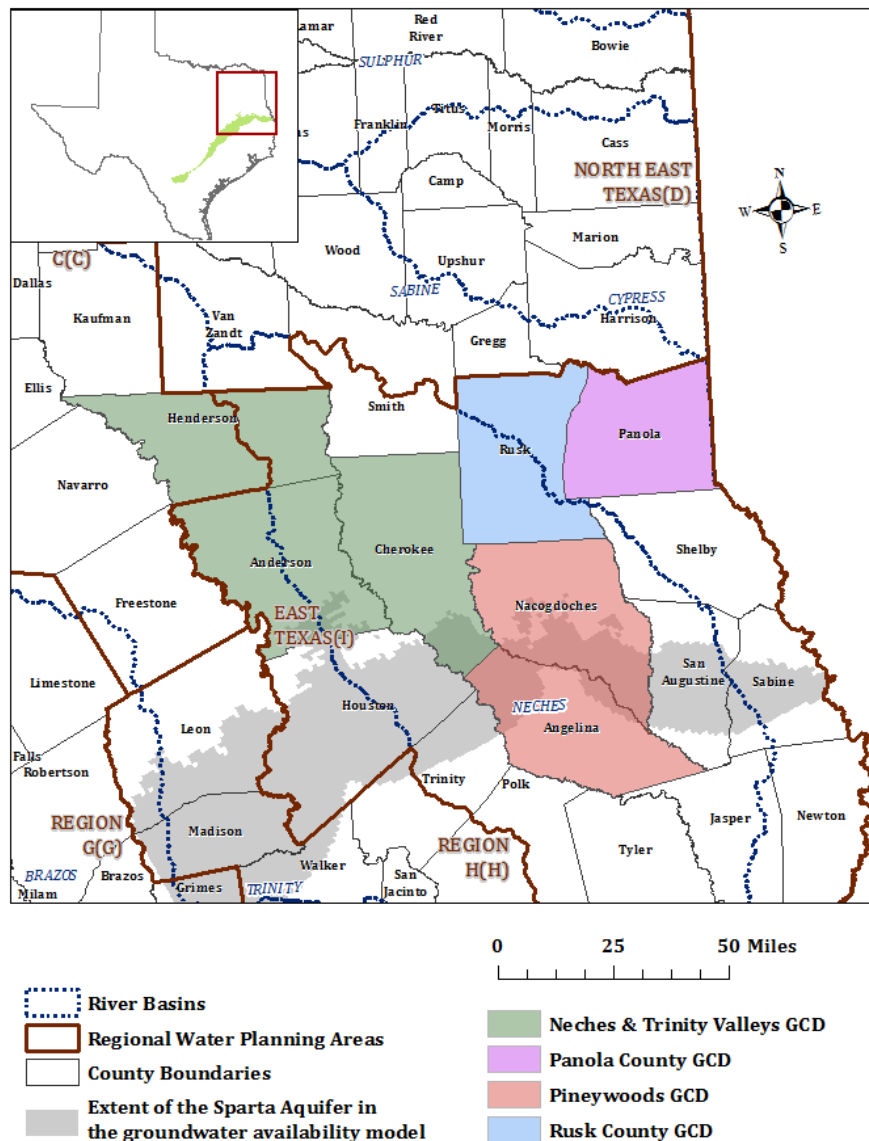 amar
Red
River
Bowie
SULPHUR
ns
Franklin
Titus
Morris
Cass
NORTH EAST
TEXAS(D)
Camp
N
W
E
S
Marion
Wood
Upshur
C(C)
Dallas
Kaufman
Van
Zandt
SABINE
CYPRESS
Harrison
Gregg
Ellis
Smith
Henderson
Rusk
Panola
Navarro
Anderson
Cherokee
Shelby
Freestone
Nacogdoches
EAST
TEXAS(I)
Limestone
San
Augustine
Sabine
Houston
NECHES
Angelina
Leon
Falls
Robertson
Trinity
Polk
REGION
G(G)
Madison
REGION
H(H)
Jasper
Newton
Tyler
Walker
BRAZOS
Milam
Brazos
Grimes
TRINITY
San
Jacinto
0 25 50 Miles
River Basins
Regional Water Planning Areas
County Boundaries
Extent of the Sparta Aquifer in
the groundwater availability model
Neches & Trinity Valleys GCD
Panola County GCD
Pineywoods GCD
Rusk County GCD